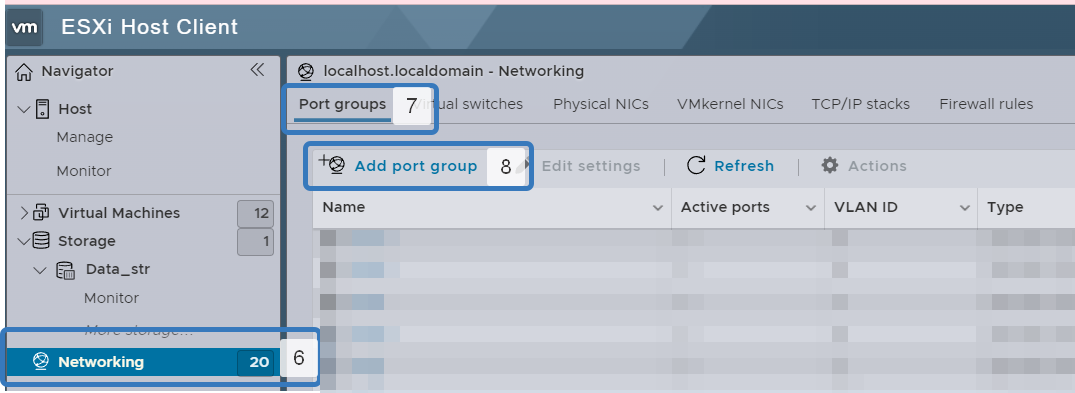 vm ESXi Host Client
Navigator
localhost.localdomain - Networking
Host
Manage
Monitor
Port groups 7 Virtual switches Physical NICs VMkernel NICs TCP/IP stacks Firewall rules
Add port group 8 Edit settings Refresh Actions
Virtual Machines 12
Storage 1
Data_str
Monitor
More storage...
Networking 20 6
Name Active ports VLAN ID Type